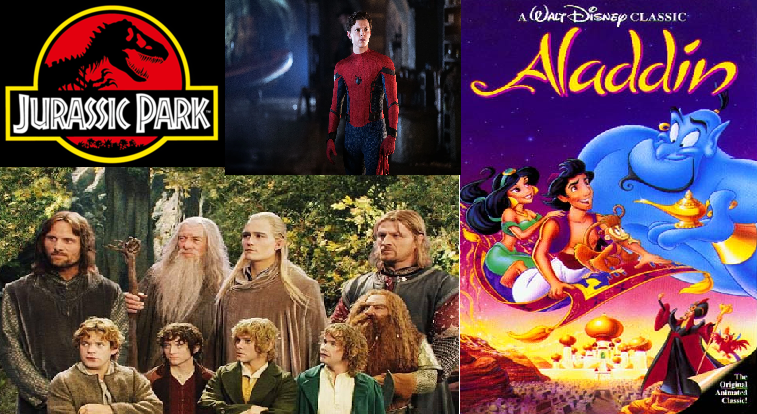 JURASSIC PARK
A WALT DISNEY CLASSIC
Aladdin
The
Original
Animated
Classic!